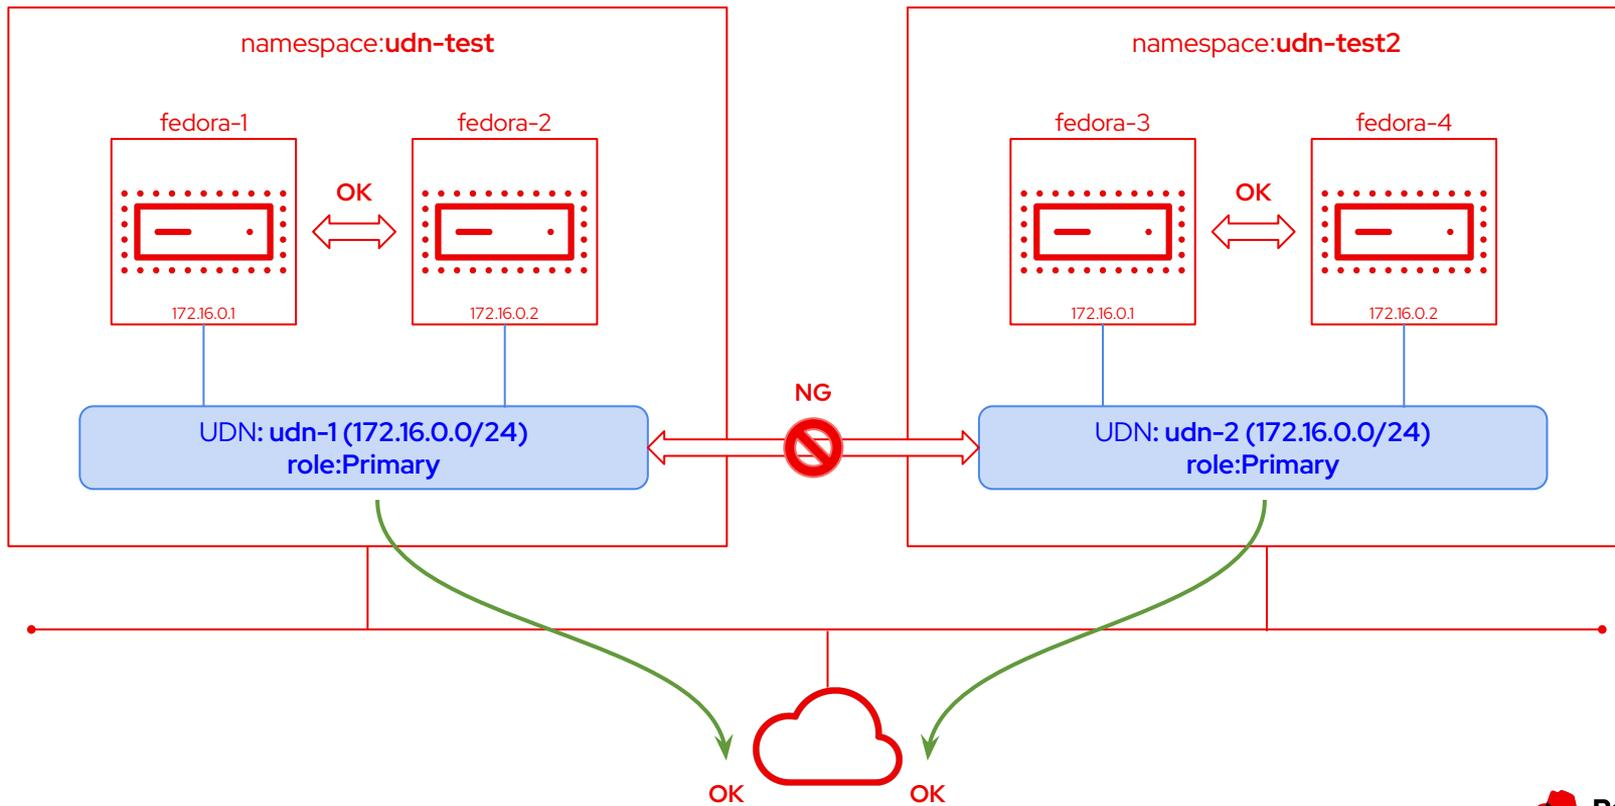 namespace:udn-test
namespace:udn-test2
fedora-1
fedora-2
fedora-3
fedora-4
OK
OK
172.16.0.1
172.16.0.2
172.16.0.1
172.16.0.2
NG
UDN: udn-1 (172.16.0.0/24)
role:Primary
UDN: udn-2 (172.16.0.0/24)
role:Primary
OK
OK